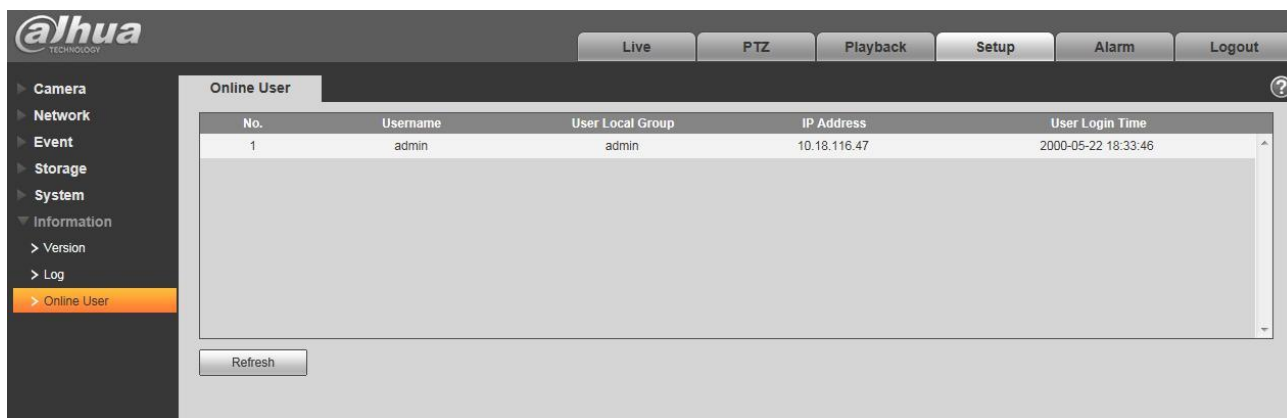 alhua
TECHNOLOGY
Live PTZ Playback Setup Alarm Logout
Camera
Network
Event
Storage
System
Information
> Version
> Log
> Online User
Online User
?
No. Username User Local Group IP Address User Login Time
1 admin admin 10.18.116.47 2000-05-22 18:33:46
Refresh